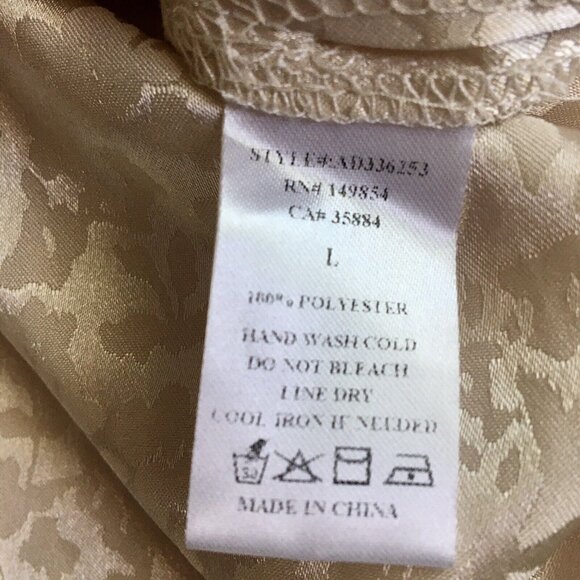 STYLE#:AD336253
RN# 149854
CA# 35884
L
100% POLYESTER
HAND WASH COLD
DO NOT BLEACH
LINE DRY
COOL IRON IF NEEDED
MADE IN CHINA